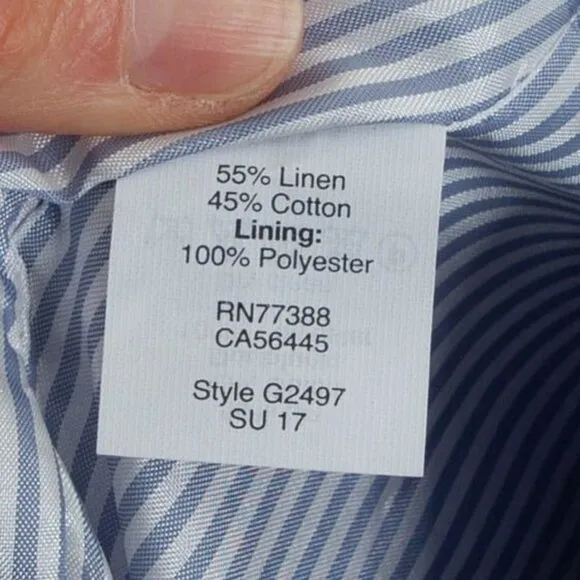 55% Linen
45% Cotton
Lining:
100% Polyester
RN77388
CA56445
Style G2497
SU 17